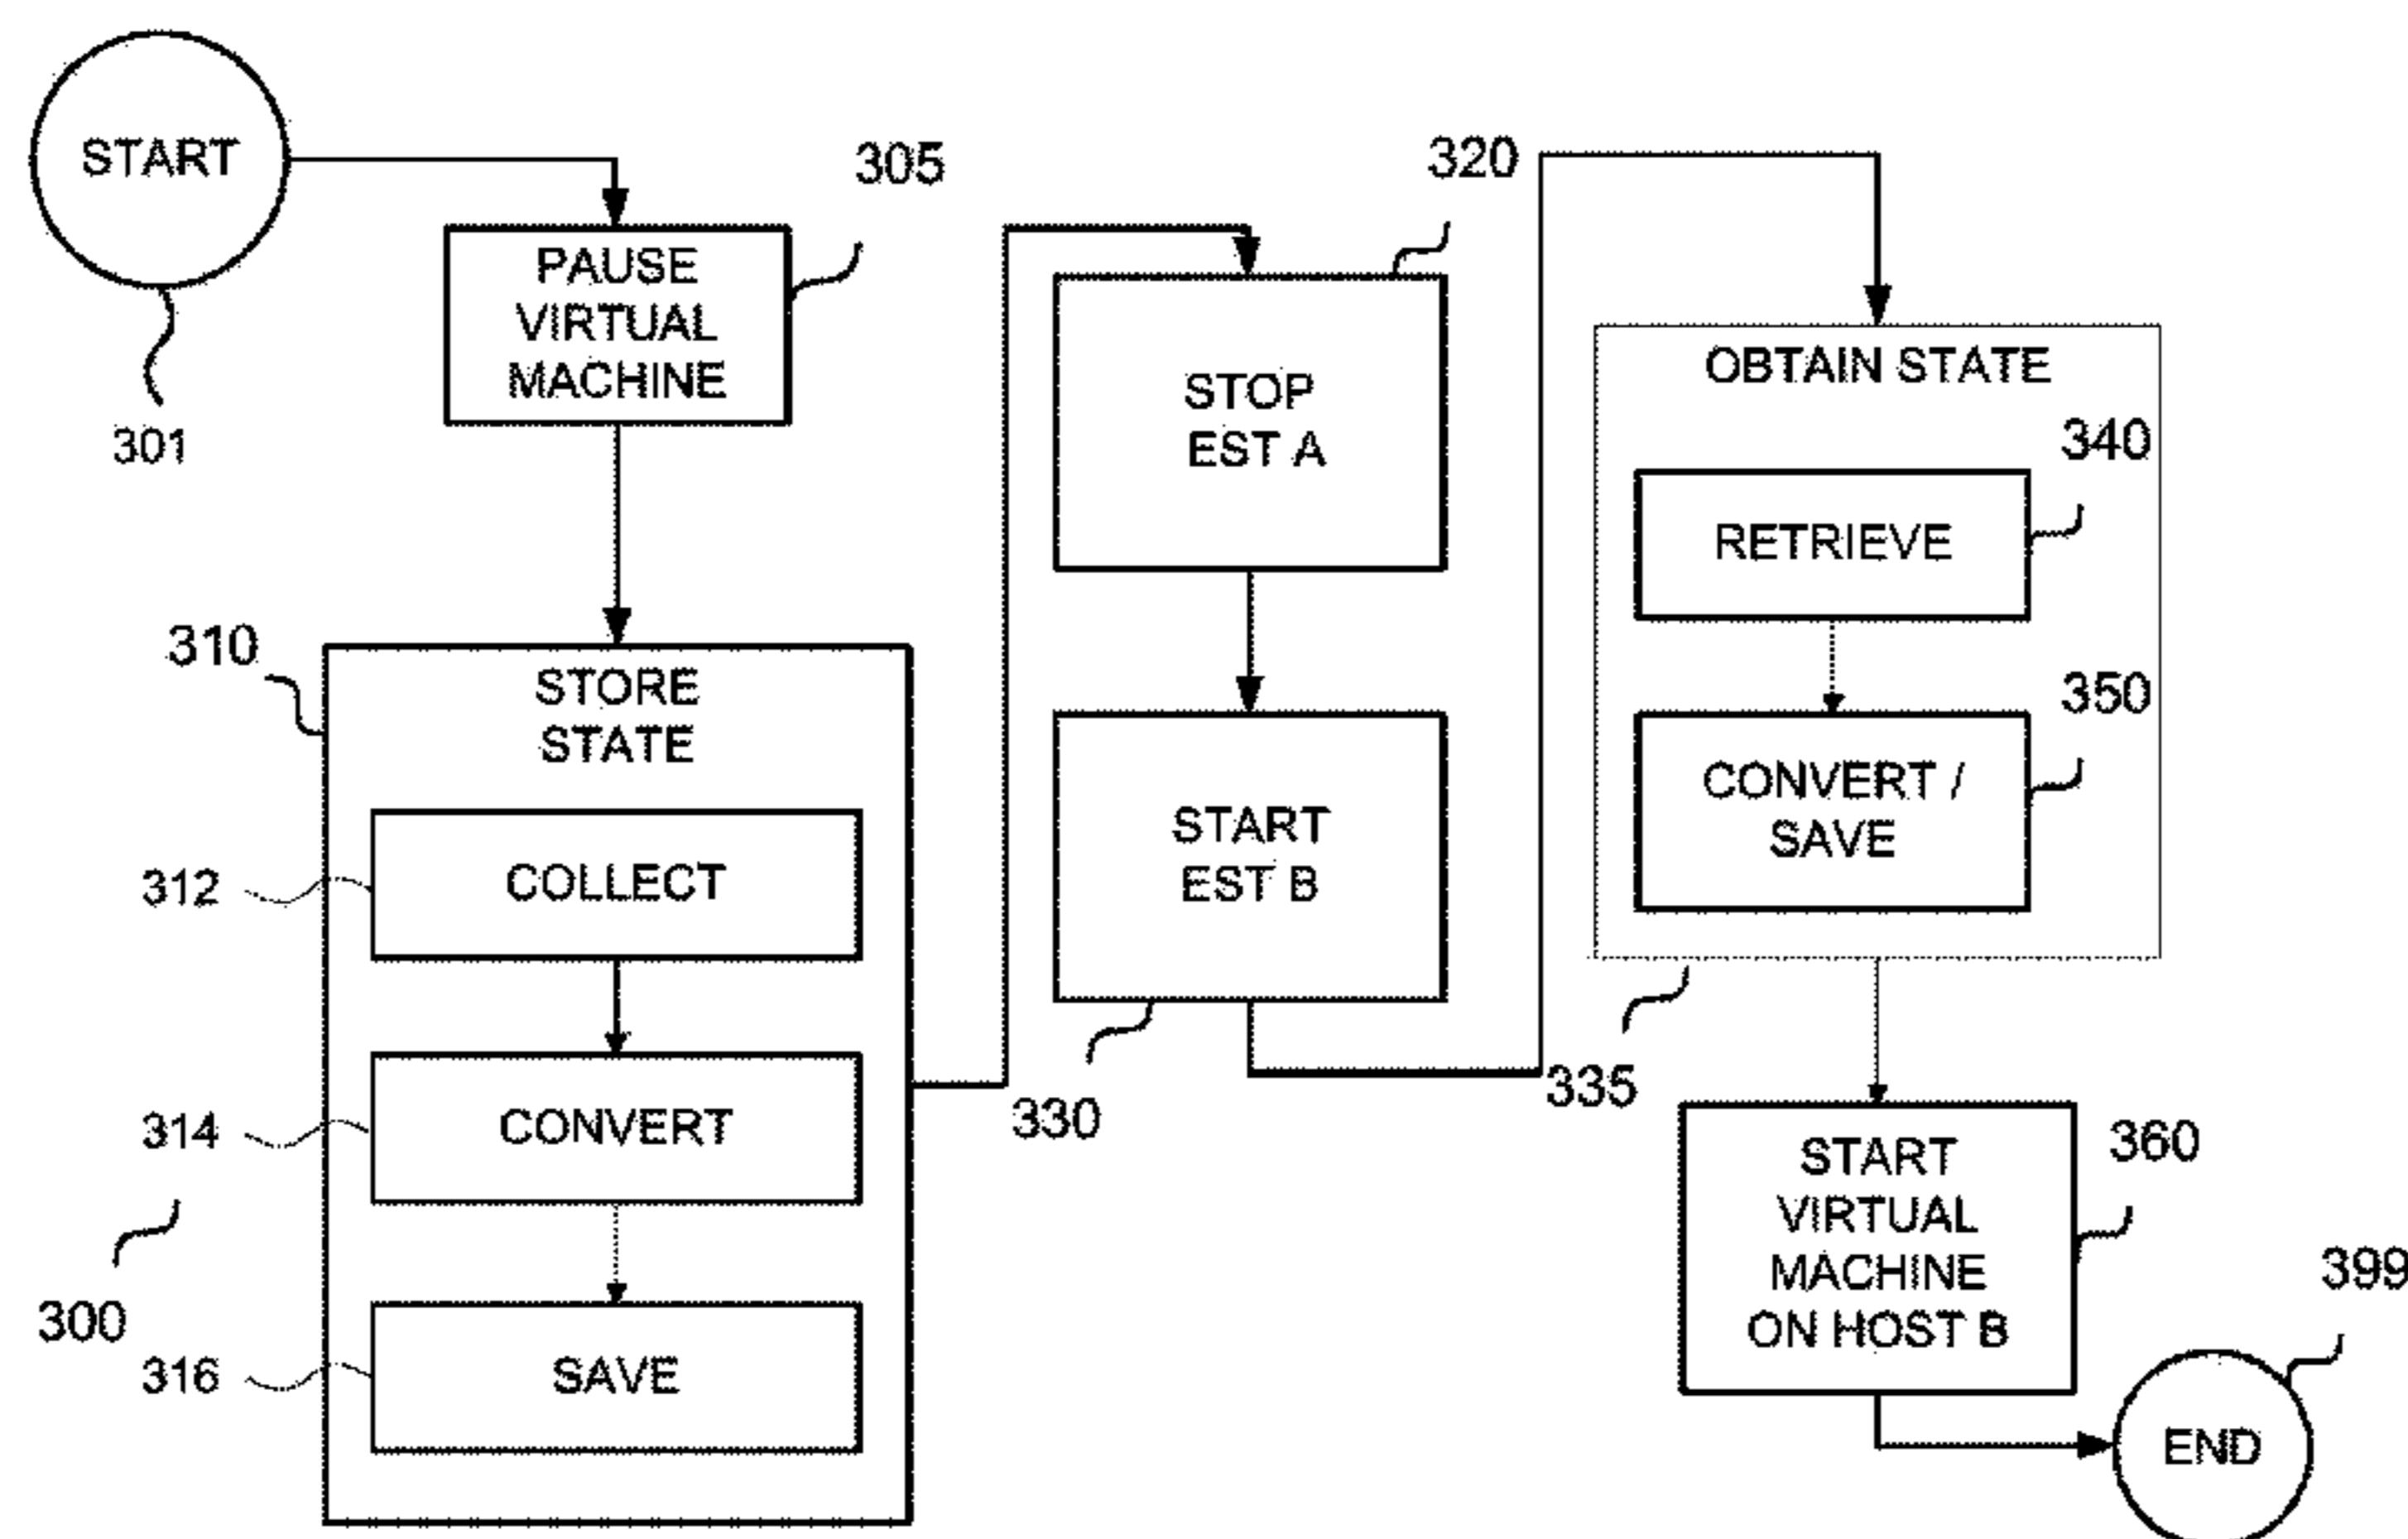 START
301
305
PAUSE
VIRTUAL
MACHINE
310
STORE
STATE
312
COLLECT
314
CONVERT
300
316
SAVE
320
STOP
EST A
START
EST B
330
OBTAIN STATE
340
RETRIEVE
350
CONVERT /
SAVE
335
360
START
VIRTUAL
MACHINE
ON HOST B
399
END